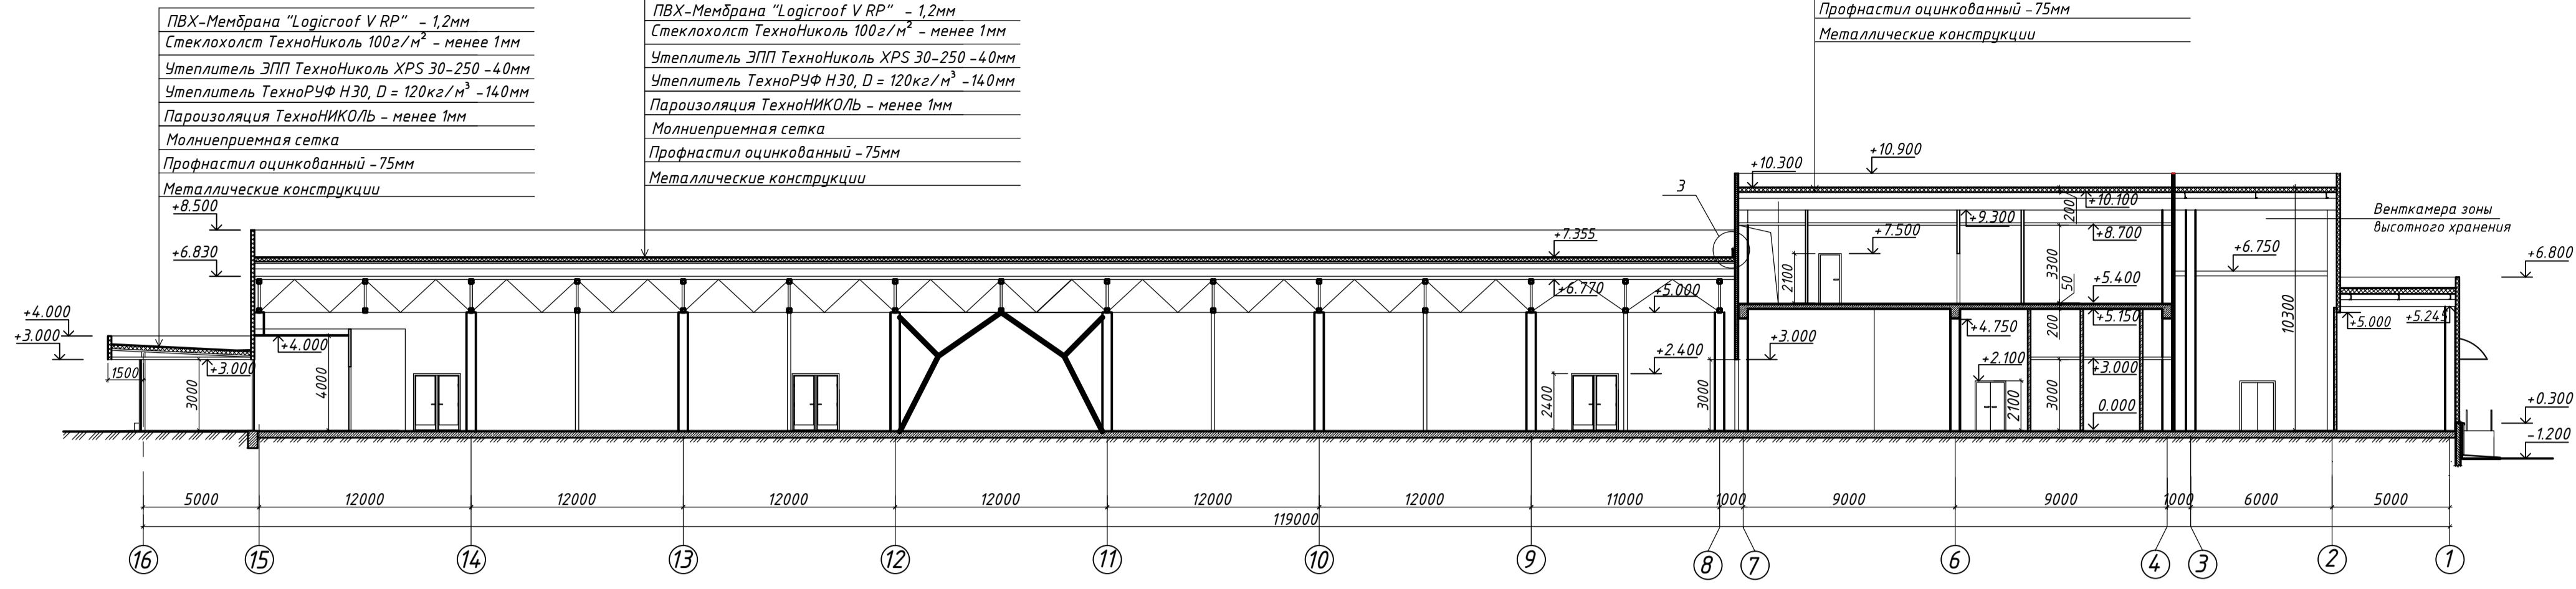 ПВХ-Мембрана "Logicroof V RP" - 1,2мм
Стеклохолст ТехноНиколь 100г/м² - менее 1мм
Утеплитель ЭПП ТехноНиколь XPS 30-250 -40мм
Утеплитель ТехноРУФ Н30, D = 120кг/м³ -140мм
Пароизоляция ТехноНИКОЛЬ - менее 1мм
Молниеприемная сетка
Профнастил оцинкованный -75мм
Металлические конструкции
ПВХ-Мембрана "Logicroof V RP" - 1,2мм
Стеклохолст ТехноНиколь 100г/м² - менее 1мм
Утеплитель ЭПП ТехноНиколь XPS 30-250 -40мм
Утеплитель ТехноРУФ Н30, D = 120кг/м³ -140мм
Пароизоляция ТехноНИКОЛЬ - менее 1мм
Молниеприемная сетка
Профнастил оцинкованный -75мм
Металлические конструкции
Профнастил оцинкованный -75мм
Металлические конструкции
+10.900
+10.300
3
+10.100
200
+9.300
+8.700
Венткамера зоны
высотного хранения
+8.500
+7.355
+7.500
+6.830
+6.750
+6.800
2100
3300
50
+6.770
+5.400
+5.000
+5.150
200
+4.750
10300
+5.000
+5.245
+4.000
+3.000
+4.000
+3.000
1500
3000
4000
+2.400
2400
3000
+3.000
+2.100
2100
3000
+3.000
0.000
+0.300
-1.200
5000 12000 12000 12000 12000 12000 12000 11000 1000 9000 9000 1000 6000 5000
119000
16 15 14 13 12 11 10 9 8 7 6 4 3 2 1